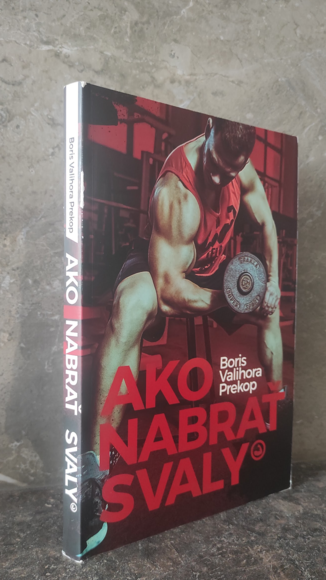 Boris Valihora Prekop
AKO NABRAŤ SVALY
Boris
Valihora
Prekop
AKO
NABRAŤ
SVALY